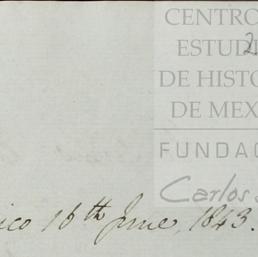 CENTRO
ESTUDI
DE HISTO
DE MEX
FUNDAC
Carlos
ico 16th June, 1843.